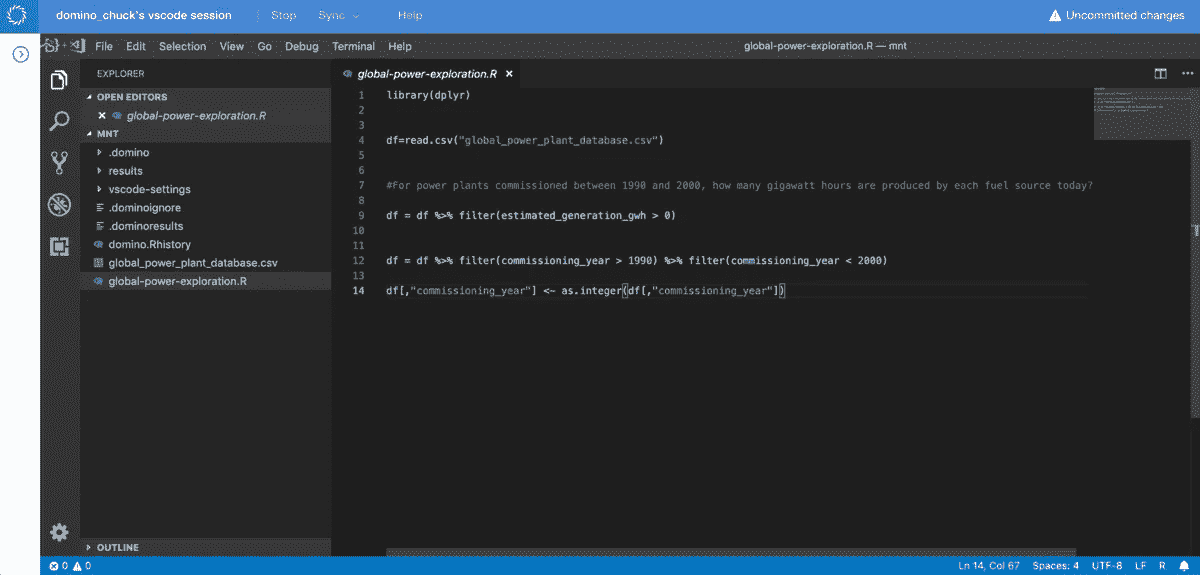 domino_chuck's vscode session
Stop
Sync
Help
Uncommitted changes
File Edit Selection View Go Debug Terminal Help
global-power-exploration.R — mnt
EXPLORER
OPEN EDITORS
global-power-exploration.R
MNT
.domino
results
vscode-settings
.dominoignore
.dominoresults
domino.Rhistory
global_power_plant_database.csv
global-power-exploration.R
OUTLINE
global-power-exploration.R
1 library(dplyr)
2
3
4 df=read.csv("global_power_plant_database.csv")
5
6
7 #For power plants commissioned between 1990 and 2000, how many gigawatt hours are produced by each fuel source today?
8
9 df = df %>% filter(estimated_generation_gwh > 0)
10
11
12 df = df %>% filter(commissioning_year > 1990) %>% filter(commissioning_year < 2000)
13
14 df[,"commissioning_year"] <- as.integer(df[,"commissioning_year"])
0 0
Ln 14, Col 67 Spaces: 4 UTF-8 LF R